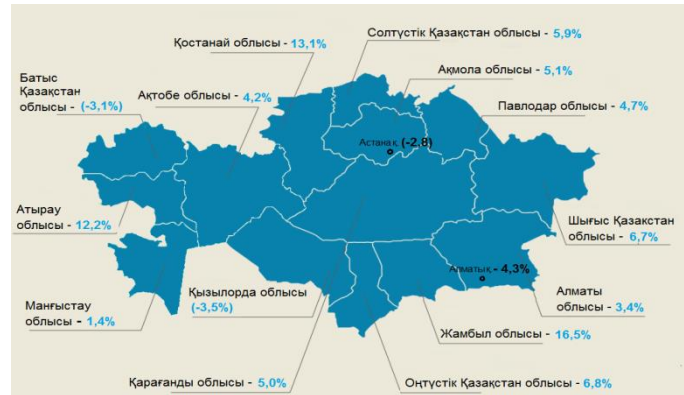 Солтүстік Қазақстан облысы - 5,9%
Қостанай облысы - 13,1%
Ақмола облысы - 5,1%
Батыс
Қазақстан
облысы - (-3,1%)
Ақтобе облысы - 4,2%
Павлодар облысы - 4,7%
Астана қ. (-2,8)
Атырау
облысы - 12,2%
Шығыс Қазакстан
облысы - 6,7%
Алматы қ. - 4,3%
Қызылорда облысы
(-3,5%)
Алматы
облысы - 3,4%
Манғыстау
облысы - 1,4%
Жамбыл облысы - 16,5%
Қарағанды облысы - 5,0%
Оңтүстік Қазақстан облысы - 6,8%